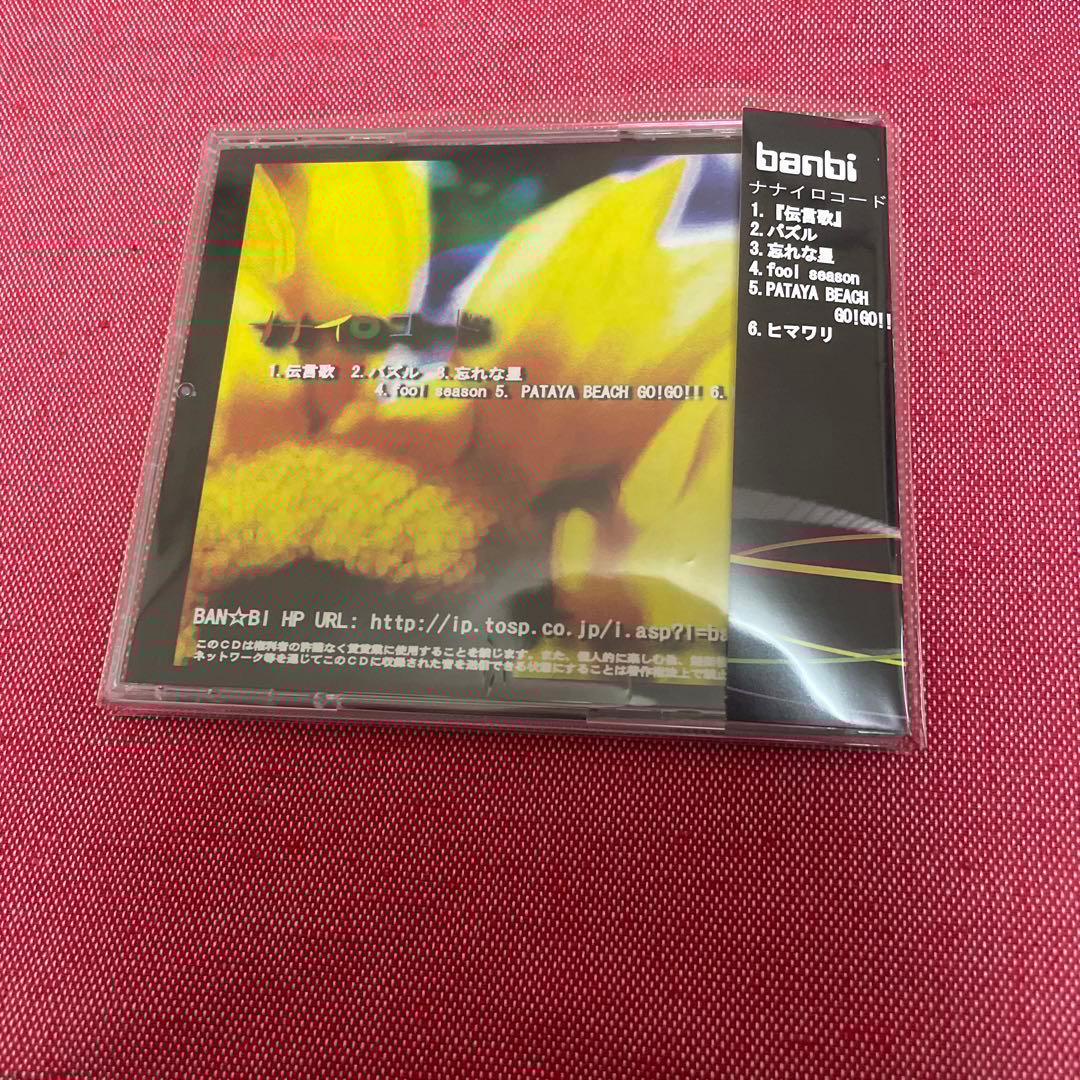 banbi
ナナイロコード
1.『伝言歌』
2.パズル
3.忘れな星
4.fool season
5.PATAYA BEACH
GO!GO!!
6.ヒマワリ
ナナイロコード
1.伝言歌 2.パズル 3.忘れな星
4.fool season 5. PATAYA BEACH GO!GO!! 6.
BAN☆BI HP URL: http://ip.tosp.co.jp/i.asp?I=ba
このCDは権利者の許諾なく賃貸業に使用することを禁じます。また、個人的に楽しむ後、
ネットワーク等を通じてこのCDに収録された音を送信できる状態にすることは著作